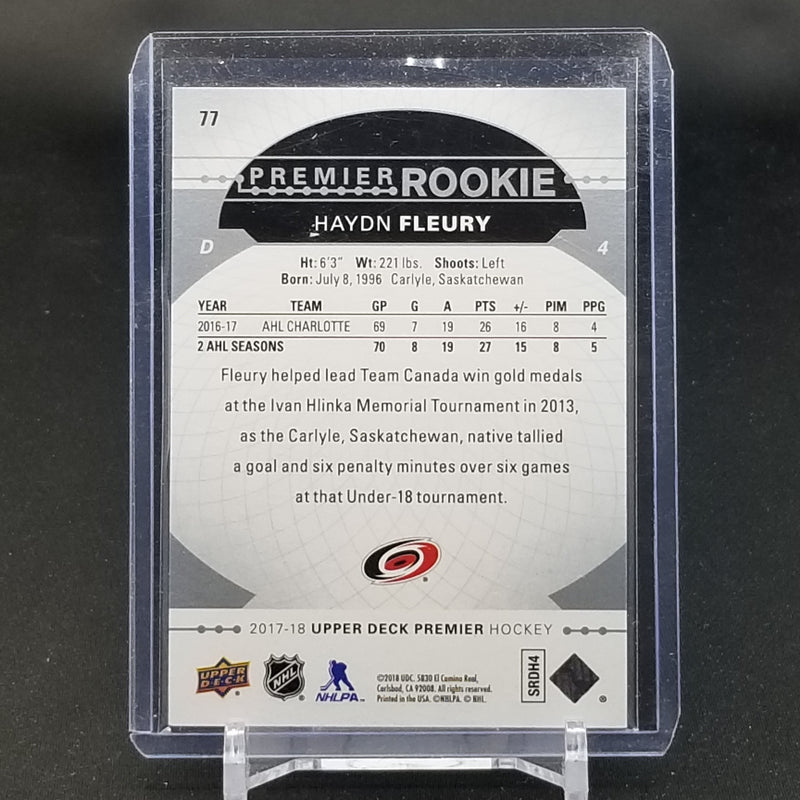 77
PREMIER ROOKIE
HAYDN FLEURY
D 4
Ht: 6'3" Wt: 221 lbs. Shoots: Left
Born: July 8, 1996 Carlyle, Saskatchewan
YEAR TEAM GP G A PTS +/- PIM PPG
2016-17 AHL CHARLOTTE 69 7 19 26 16 8 4
2 AHL SEASONS 70 8 19 27 15 8 5
Fleury helped lead Team Canada win gold medals
at the Ivan Hlinka Memorial Tournament in 2013,
as the Carlyle, Saskatchewan, native tallied
a goal and six penalty minutes over six games
at that Under-18 tournament.
®
2017-18 UPPER DECK PREMIER HOCKEY
UPPER DECK
NHL
NHLPA
©2018 UDC. 5830 El Camino Real,
Carlsbad, CA 92008. All rights reserved.
Printed in the USA. ©NHLPA. © NHL.
SRDH4
®